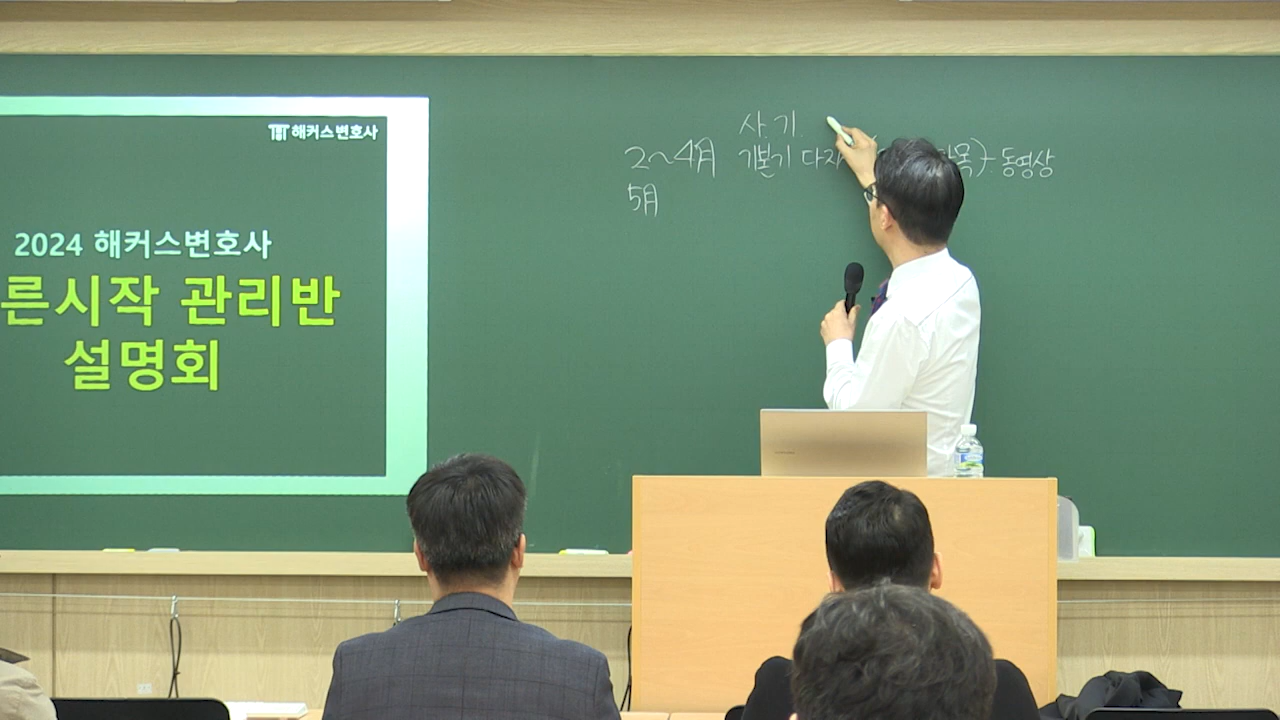 해커스변호사
2024 해커스변호사
른시작 관리반
설명회
사. 기.
2~4月 기본기 다지 목)- 동영상
5月